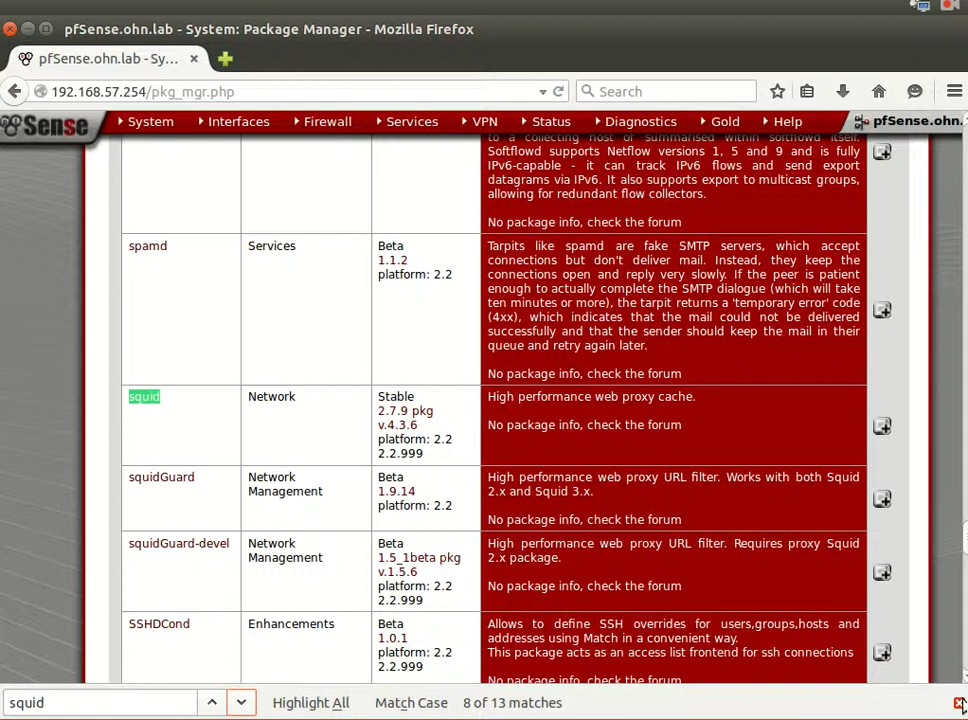 pfSense.ohn.lab - System: Package Manager - Mozilla Firefox
pfSense.ohn.lab - Sy...
192.168.57.254/pkg_mgr.php
Search
Sense
System
Interfaces
Firewall
Services
VPN
Status
Diagnostics
Gold
Help
pfSense.ohn.
to a collecting host or summarised within softflowd itself.
Softflowd supports Netflow versions 1, 5 and 9 and is fully
IPv6-capable - it can track IPv6 flows and send export
datagrams via IPv6. It also supports export to multicast groups,
allowing for redundant flow collectors.
No package info, check the forum
spamd
Services
Beta
1.1.2
platform: 2.2
Tarpits like spamd are fake SMTP servers, which accept
connections but don't deliver mail. Instead, they keep the
connections open and reply very slowly. If the peer is patient
enough to actually complete the SMTP dialogue (which will take
ten minutes or more), the tarpit returns a 'temporary error' code
(4xx), which indicates that the mail could not be delivered
successfully and that the sender should keep the mail in their
queue and retry again later.
No package info, check the forum
squid
Network
Stable
2.7.9 pkg
v.4.3.6
platform: 2.2
2.2.999
High performance web proxy cache.
No package info, check the forum
squidGuard
Network
Management
Beta
1.9.14
platform: 2.2
High performance web proxy URL filter. Works with both Squid
2.x and Squid 3.x.
No package info, check the forum
squidGuard-devel
Network
Management
Beta
1.5_1beta pkg
v.1.5.6
platform: 2.2
2.2.999
High performance web proxy URL filter. Requires proxy Squid
2.x package.
No package info, check the forum
SSHDCond
Enhancements
Beta
1.0.1
platform: 2.2
2.2.999
Allows to define SSH overrides for users,groups,hosts and
addresses using Match in a convenient way.
This package acts as an access list frontend for ssh connections
No package info, check the forum
squid
Highlight All
Match Case
8 of 13 matches